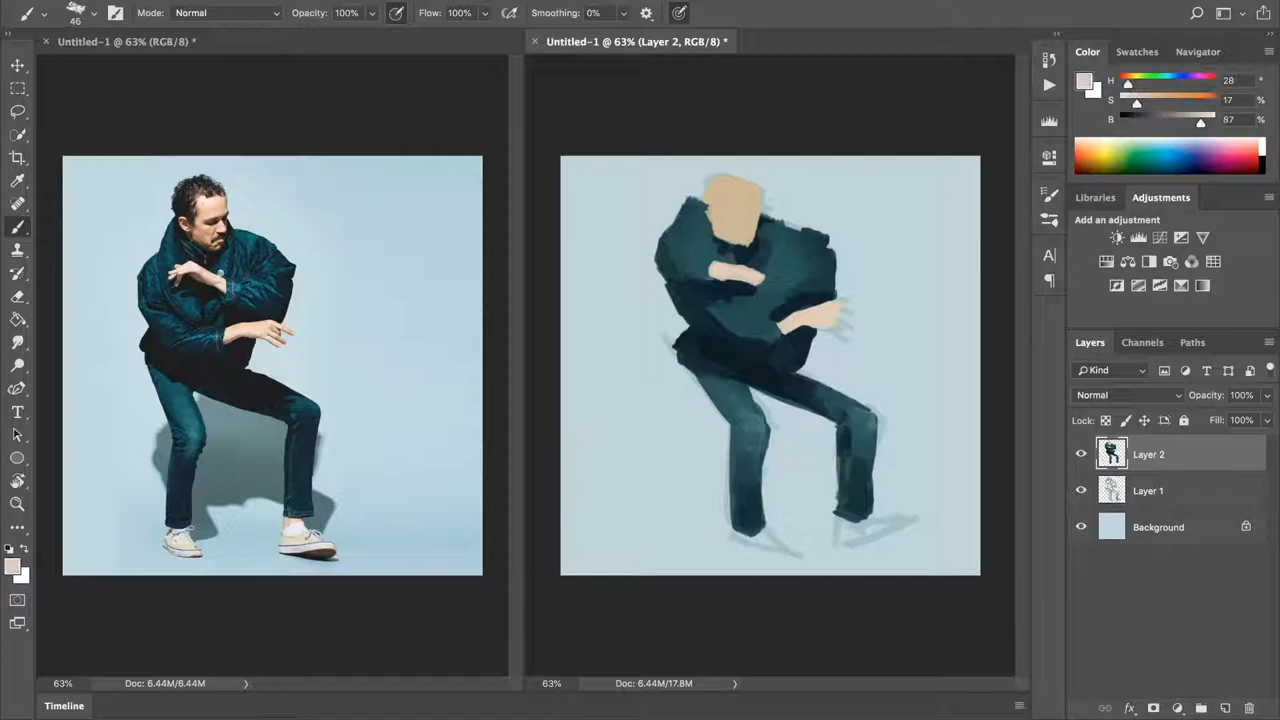 46 Mode: Normal Opacity: 100% Flow: 100% Smoothing: 0%
Untitled-1 @ 63% (RGB/8) *
Untitled-1 @ 63% (Layer 2, RGB/8) *
Color Swatches Navigator
H 28 °
S 17 %
B 87 %
Libraries Adjustments
Add an adjustment
Layers Channels Paths
Kind
Normal Opacity: 100%
Lock: Fill: 100%
Layer 2
Layer 1
Background
63% Doc: 6.44M/6.44M
63% Doc: 6.44M/17.8M
Timeline